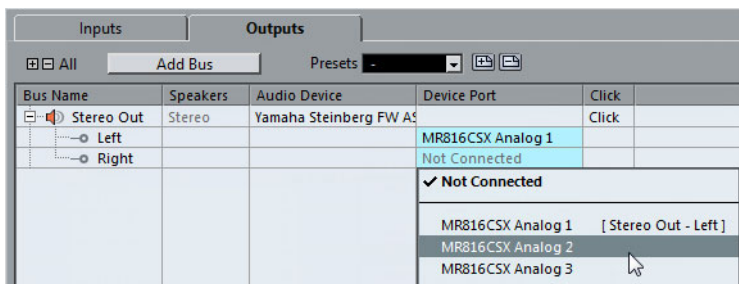 Inputs Outputs
All Add Bus Presets -
Bus Name Speakers Audio Device Device Port Click
Stereo Out Stereo Yamaha Steinberg FW AS Click
Left MR816CSX Analog 1
Right Not Connected
✓ Not Connected
MR816CSX Analog 1 [ Stereo Out - Left ]
MR816CSX Analog 2
MR816CSX Analog 3